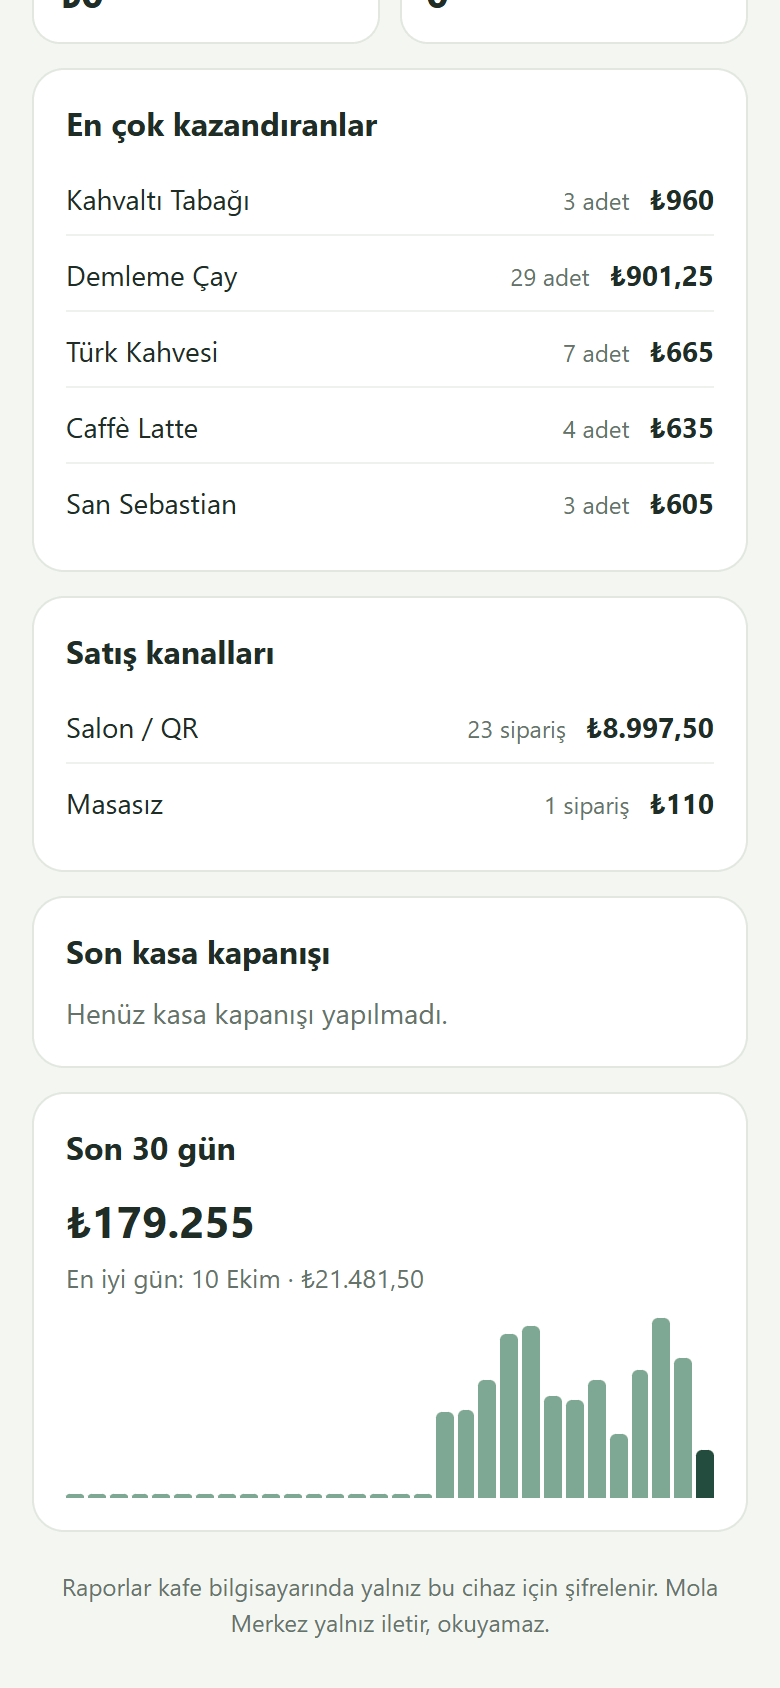 En çok kazandıranlar
Kahvaltı Tabağı 3 adet ₺960
Demleme Çay 29 adet ₺901,25
Türk Kahvesi 7 adet ₺665
Caffè Latte 4 adet ₺635
San Sebastian 3 adet ₺605
Satış kanalları
Salon / QR 23 sipariş ₺8.997,50
Masasız 1 sipariş ₺110
Son kasa kapanışı
Henüz kasa kapanışı yapılmadı.
Son 30 gün
₺179.255
En iyi gün: 10 Ekim · ₺21.481,50
Raporlar kafe bilgisayarında yalnız bu cihaz için şifrelenir. Mola
Merkez yalnız iletir, okuyamaz.